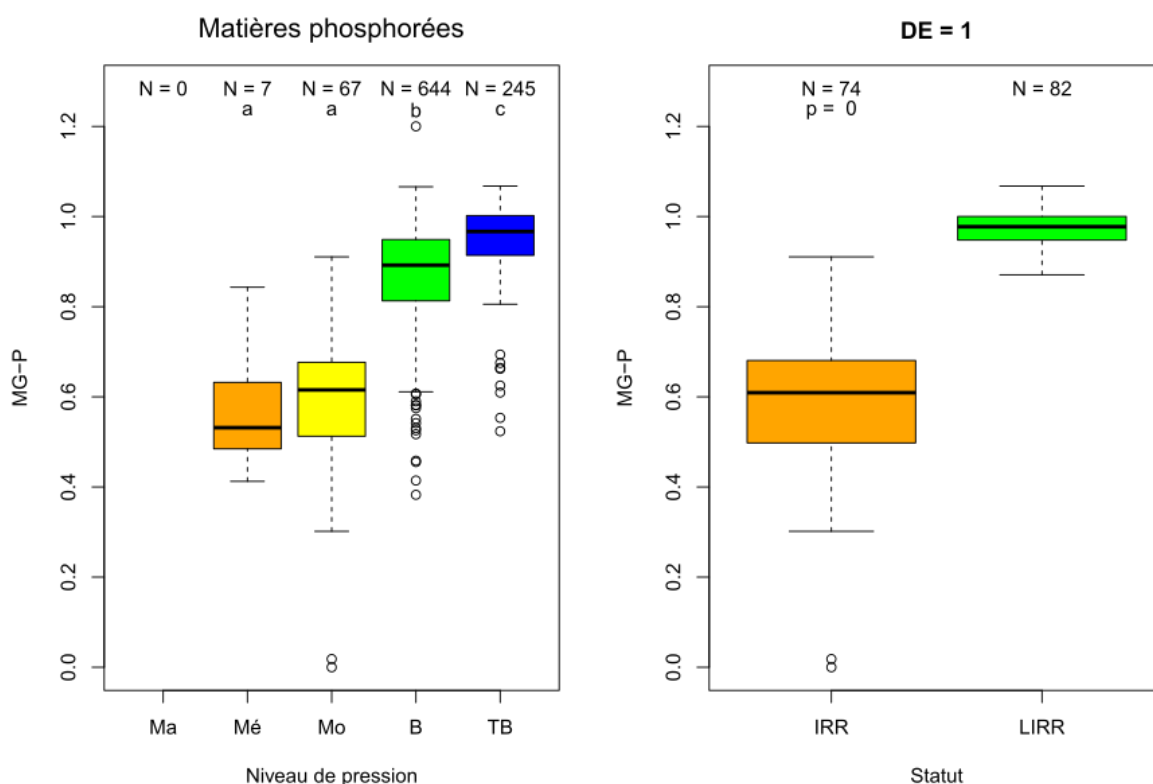 Matières phosphorées
N = 0 N = 7 N = 67 N = 644 N = 245
a a b c
MG−P
0.0 0.2 0.4 0.6 0.8 1.0 1.2
Ma Mé Mo B TB
Niveau de pression
DE = 1
N = 74 N = 82
p = 0
MG−P
0.0 0.2 0.4 0.6 0.8 1.0 1.2
IRR LIRR
Statut